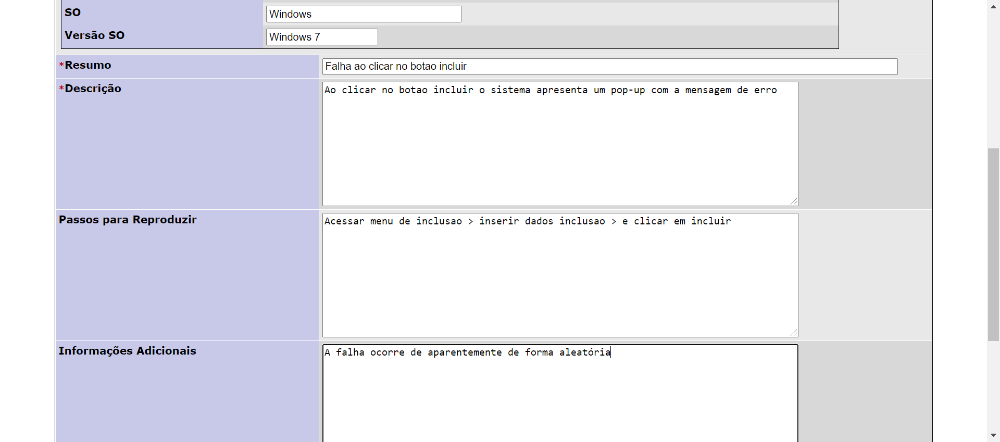 SO
Windows
Versão SO
Windows 7
*Resumo
Falha ao clicar no botao incluir
*Descrição
Ao clicar no botao incluir o sistema apresenta um pop-up com a mensagem de erro
Passos para Reproduzir
Acessar menu de inclusao > inserir dados inclusao > e clicar em incluir
Informações Adicionais
A falha ocorre de aparentemente de forma aleatória